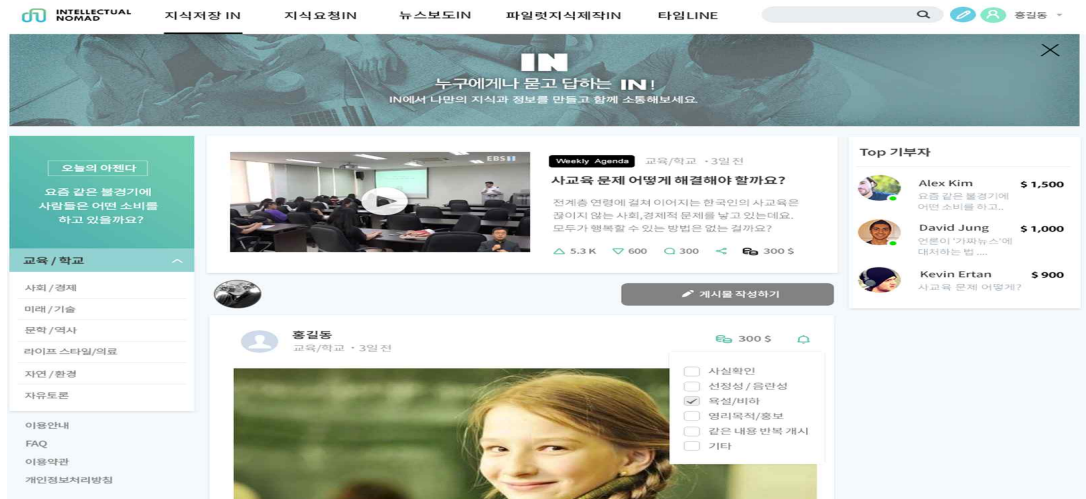 INTELLECTUAL
NOMAD
지식저장 IN
지식요청IN
뉴스보도IN
파일럿지식제작IN
타임LINE
홍길동
IN
누구에게나 묻고 답하는 IN!
IN에서 나만의 지식과 정보를 만들고 함께 소통해보세요.
오늘의 아젠다
요즘 같은 불경기에
사람들은 어떤 소비를
하고 있을까요?
교육/학교
사회/경제
미래/기술
문학/역사
라이프 스타일/의료
자연/환경
자유토론
이용안내
FAQ
이용약관
개인정보처리방침
EBS
Weekly Agenda 교육/학교 · 3일 전
사교육 문제 어떻게 해결해야 할까요?
전계층 연령에 걸쳐 이어지는 한국인의 사교육은
끊이지 않는 사회,경제적 문제를 낳고 있는데요.
모두가 행복할 수 있는 방법은 없는 걸까요?
5.3 K 600 300 300 $
게시물 작성하기
홍길동
교육/학교 · 3일 전
300 $
사실확인
선정성/음란성
욕설/비하
영리목적/홍보
같은 내용 반복 게시
기타
Top 기부자
Alex Kim $ 1,500
요즘 같은 불경기에
어떤 소비를 하고..
David Jung $ 1,000
언론이 '가짜뉴스'에
대서하는 법 ....
Kevin Ertan $ 900
사교육 문제 어떻게?